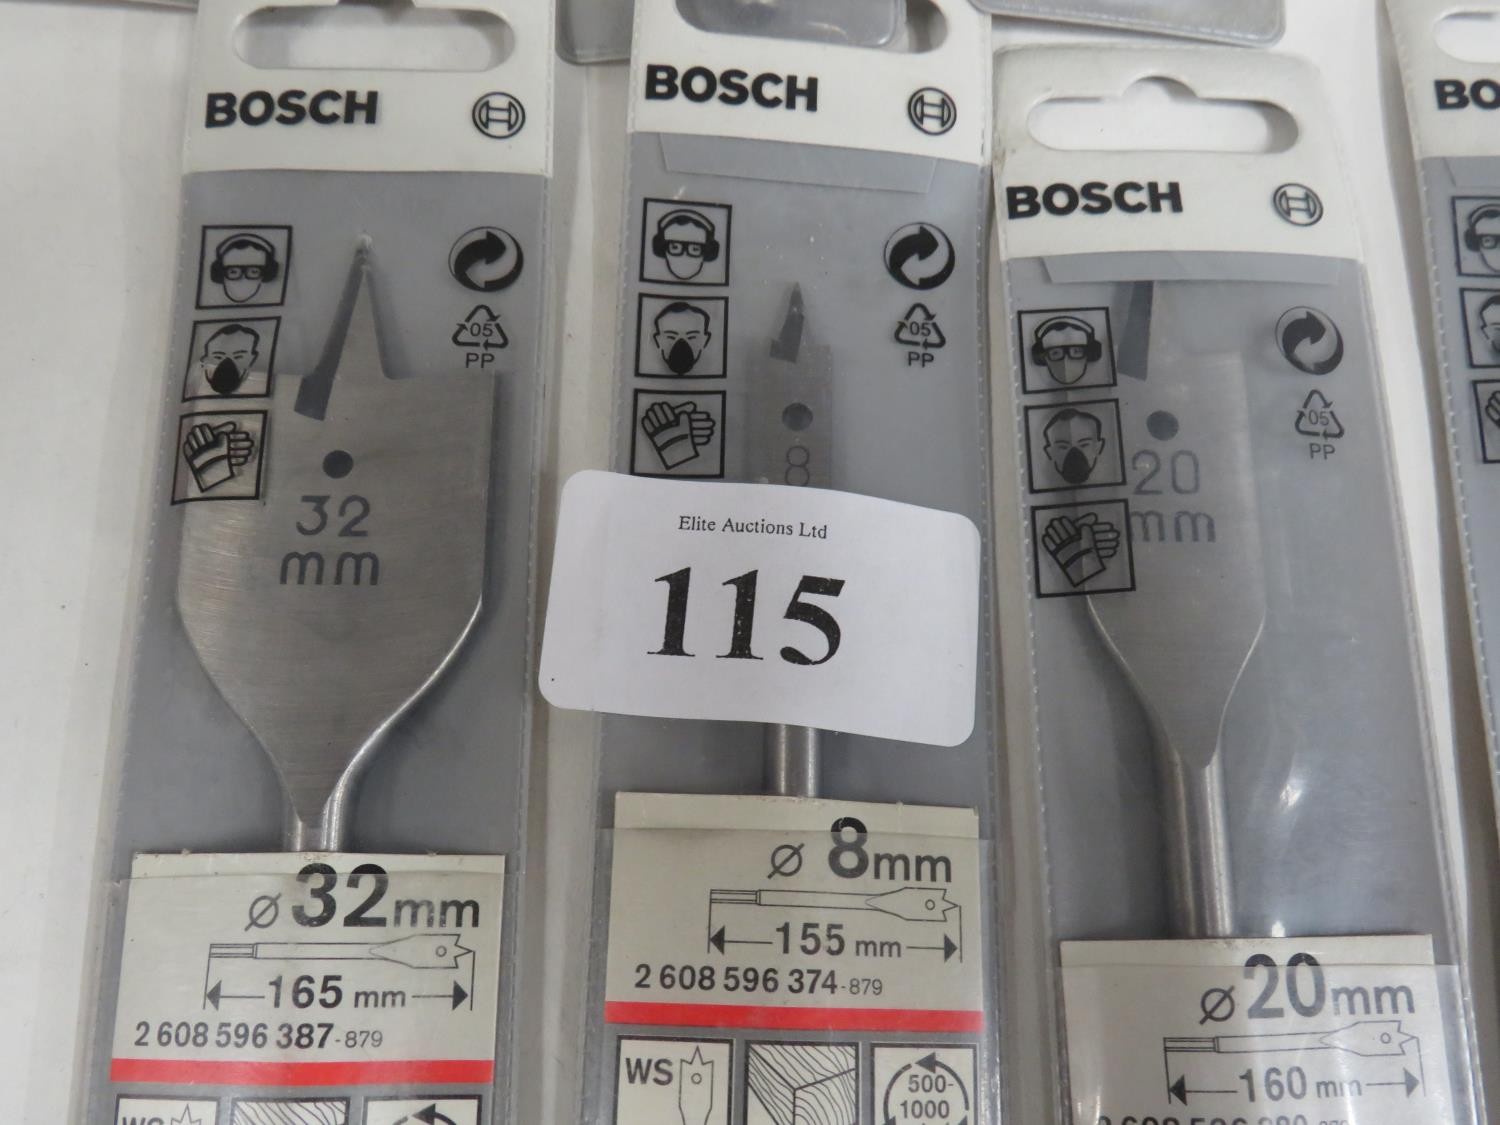 BOSCH
05
PP
32
mm
Ø 32mm
165 mm
2 608 596 387-879
BOSCH
05
PP
8
Elite Auctions Ltd
115
Ø 8mm
155 mm
2 608 596 374-879
WS
500-
1000
BOSCH
05
PP
20
mm
Ø 20mm
160 mm
BO